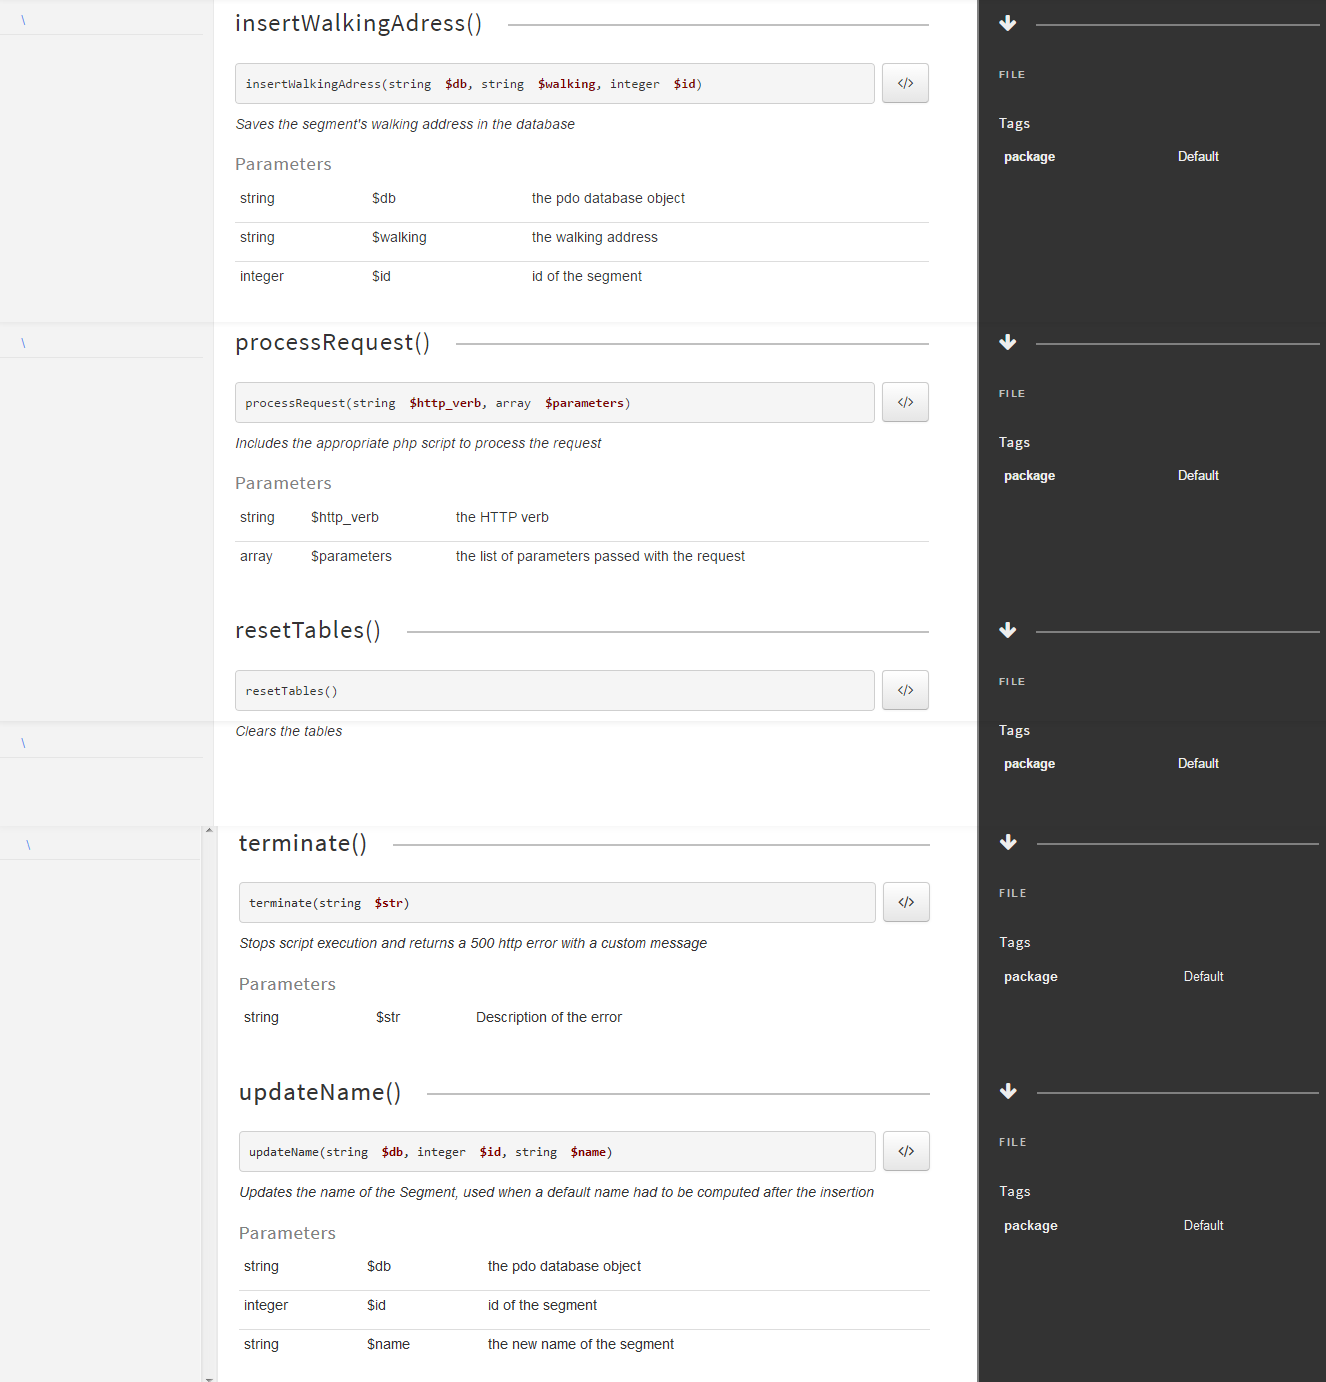 \
insertWalkingAdress()
insertWalkingAdress(string $db, string $walking, integer $id)
</>
Saves the segment's walking address in the database
Parameters
string $db the pdo database object
string $walking the walking address
integer $id id of the segment
FILE
Tags
package Default
\
processRequest()
processRequest(string $http_verb, array $parameters)
</>
Includes the appropriate php script to process the request
Parameters
string $http_verb the HTTP verb
array $parameters the list of parameters passed with the request
FILE
Tags
package Default
resetTables()
resetTables()
</>
Clears the tables
FILE
Tags
package Default
\
\
terminate()
terminate(string $str)
</>
Stops script execution and returns a 500 http error with a custom message
Parameters
string $str Description of the error
FILE
Tags
package Default
updateName()
updateName(string $db, integer $id, string $name)
</>
Updates the name of the Segment, used when a default name had to be computed after the insertion
Parameters
string $db the pdo database object
integer $id id of the segment
string $name the new name of the segment
FILE
Tags
package Default